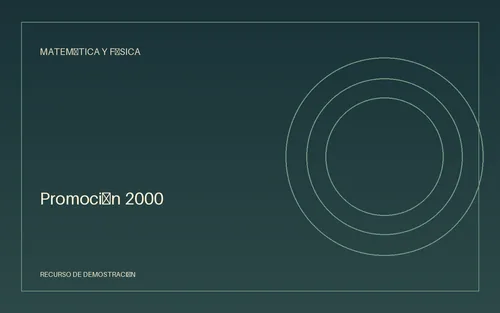 MATEM☒TICA Y F☒SICA
Promoci☒n 2000
RECURSO DE DEMOSTRACI☒N